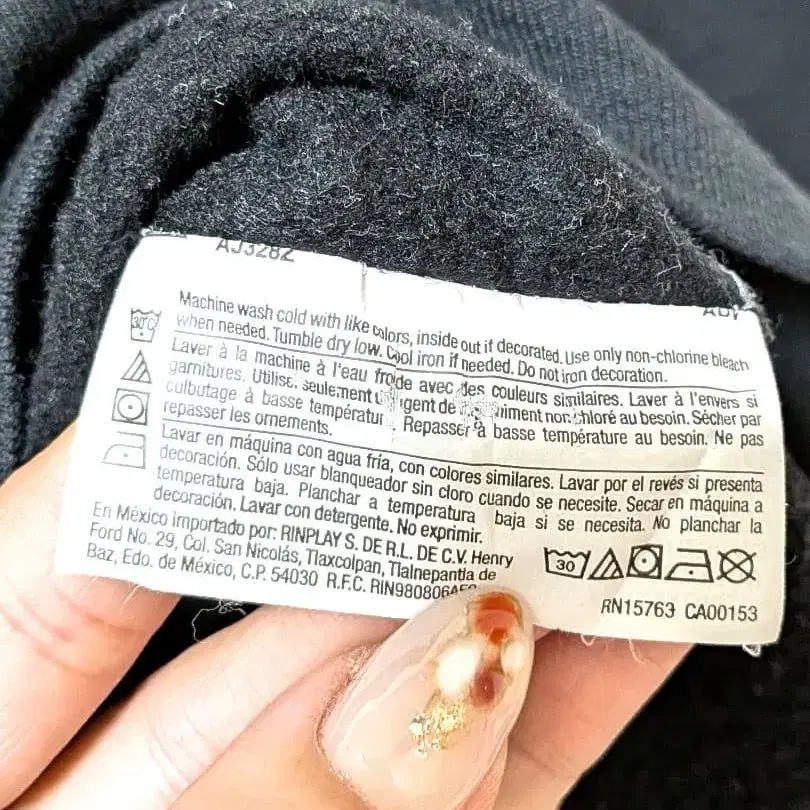 AJ328Z
30°C
Machine wash cold with like colors, inside out if decorated. Use only non-chlorine bleach
when needed. Tumble dry low. Cool iron if needed. Do not iron decoration.
Laver à la machine à l'eau froide avec des couleurs similaires. Laver à l'envers si
garnitures. Utilisez seulement de blaniment non chloré au besoin. Sécher par
culbutage à basse température. Repasser à basse température au besoin. Ne pas
repasser les ornements.
Lavar en máquina con agua fría, con colores similares. Lavar por el revés si presenta
decoración. Sólo usar blanqueador sin cloro cuando se necesite. Secar en máquina a
temperatura baja. Planchar a temperatura baja si se necesita. No planchar la
decoración. Lavar con detergente. No exprimir.
En México importado por: RINPLAY S. DE R.L. DE C.V. Henry
Ford No. 29, Col. San Nicolás, Tlaxcolpan, Tlalnepantla de
Baz, Edo. de México, C.P. 54030 R.F.C.
30
RN15763 CA00153